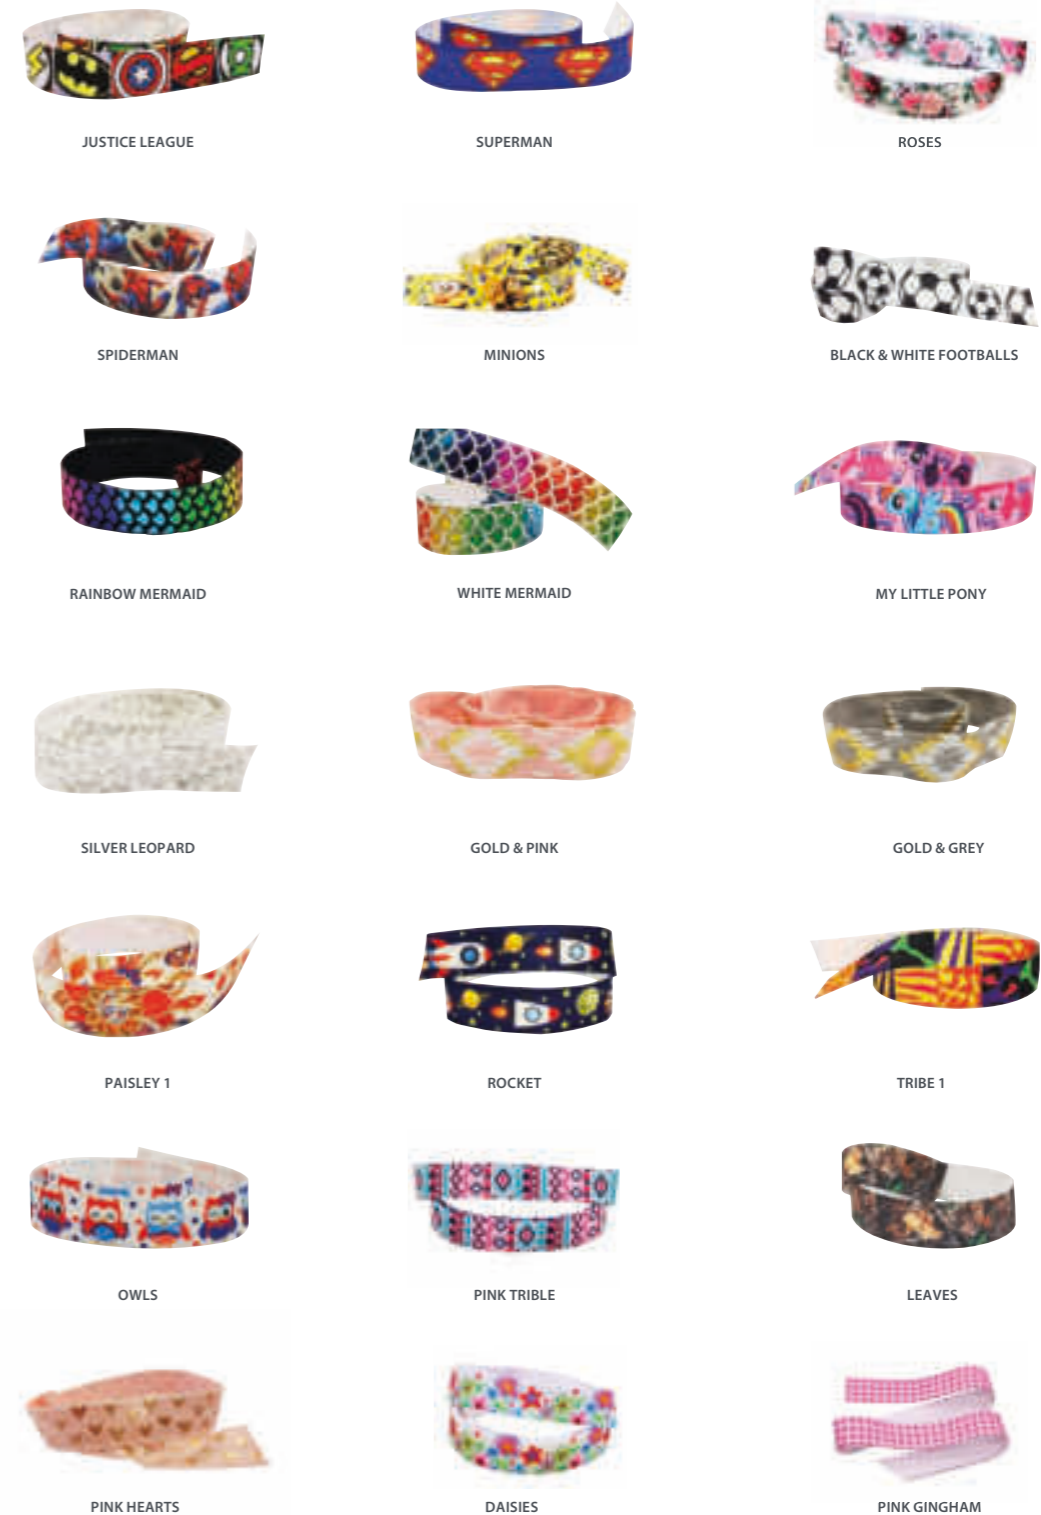 JUSTICE LEAGUE
SUPERMAN
ROSES
SPIDERMAN
MINIONS
BLACK & WHITE FOOTBALLS
RAINBOW MERMAID
WHITE MERMAID
MY LITTLE PONY
SILVER LEOPARD
GOLD & PINK
GOLD & GREY
PAISLEY 1
ROCKET
TRIBE 1
OWLS
PINK TRIBLE
LEAVES
PINK HEARTS
DAISIES
PINK GINGHAM